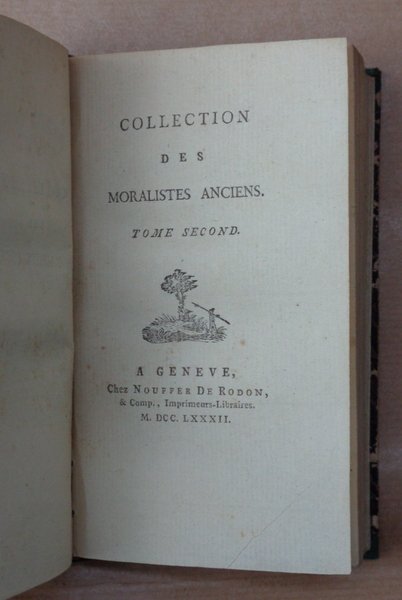 COLLECTION
DES
MORALISTES ANCIENS.
TOME SECOND.
A GENEVE,
Chez NOUFFER DE RODON,
& Comp., Imprimeurs-Libraires.
M. DCC. LXXXII.